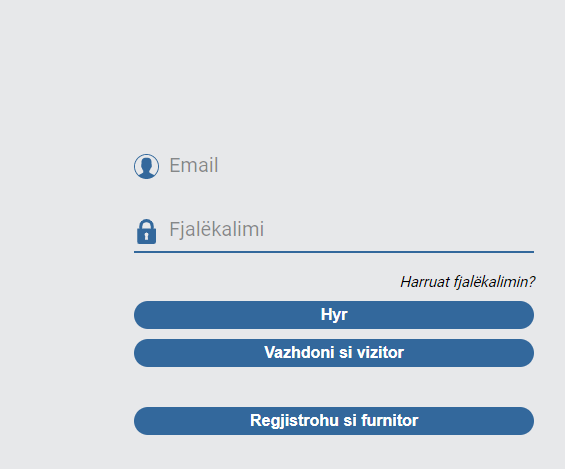 Email
Fjalëkalimi
Harruat fjalëkalimin?
Hyr
Vazhdoni si vizitor
Regjistrohu si furnitor